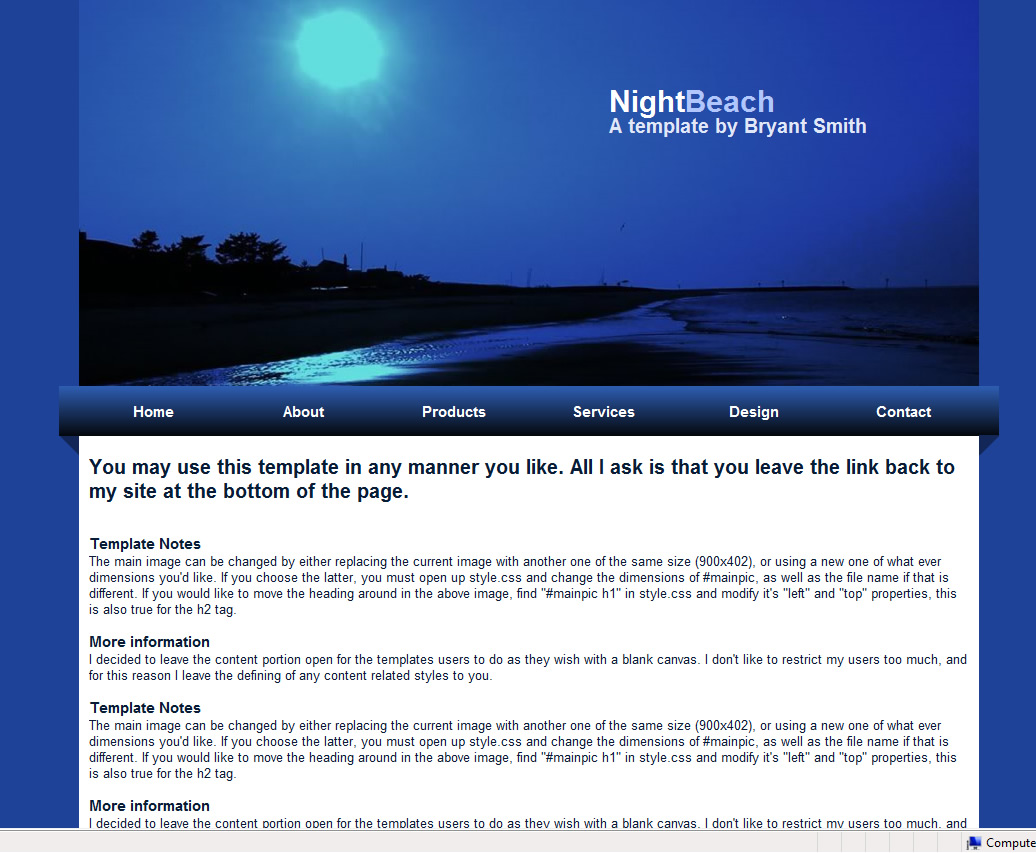 NightBeach
A template by Bryant Smith
Home About Products Services Design Contact
You may use this template in any manner you like. All I ask is that you leave the link back to
my site at the bottom of the page.
Template Notes
The main image can be changed by either replacing the current image with another one of the same size (900x402), or using a new one of what ever
dimensions you'd like. If you choose the latter, you must open up style.css and change the dimensions of #mainpic, as well as the file name if that is
different. If you would like to move the heading around in the above image, find "#mainpic h1" in style.css and modify it's "left" and "top" properties, this
is also true for the h2 tag.
More information
I decided to leave the content portion open for the templates users to do as they wish with a blank canvas. I don't like to restrict my users too much, and
for this reason I leave the defining of any content related styles to you.
Template Notes
The main image can be changed by either replacing the current image with another one of the same size (900x402), or using a new one of what ever
dimensions you'd like. If you choose the latter, you must open up style.css and change the dimensions of #mainpic, as well as the file name if that is
different. If you would like to move the heading around in the above image, find "#mainpic h1" in style.css and modify it's "left" and "top" properties, this
is also true for the h2 tag.
More information
I decided to leave the content portion open for the templates users to do as they wish with a blank canvas. I don't like to restrict my users too much, and
Compute